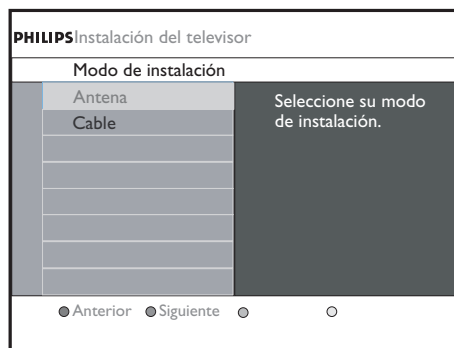 PHILIPS Instalación del televisor
Modo de instalación
Antena
Cable
Seleccione su modo
de instalación.
Anterior Siguiente